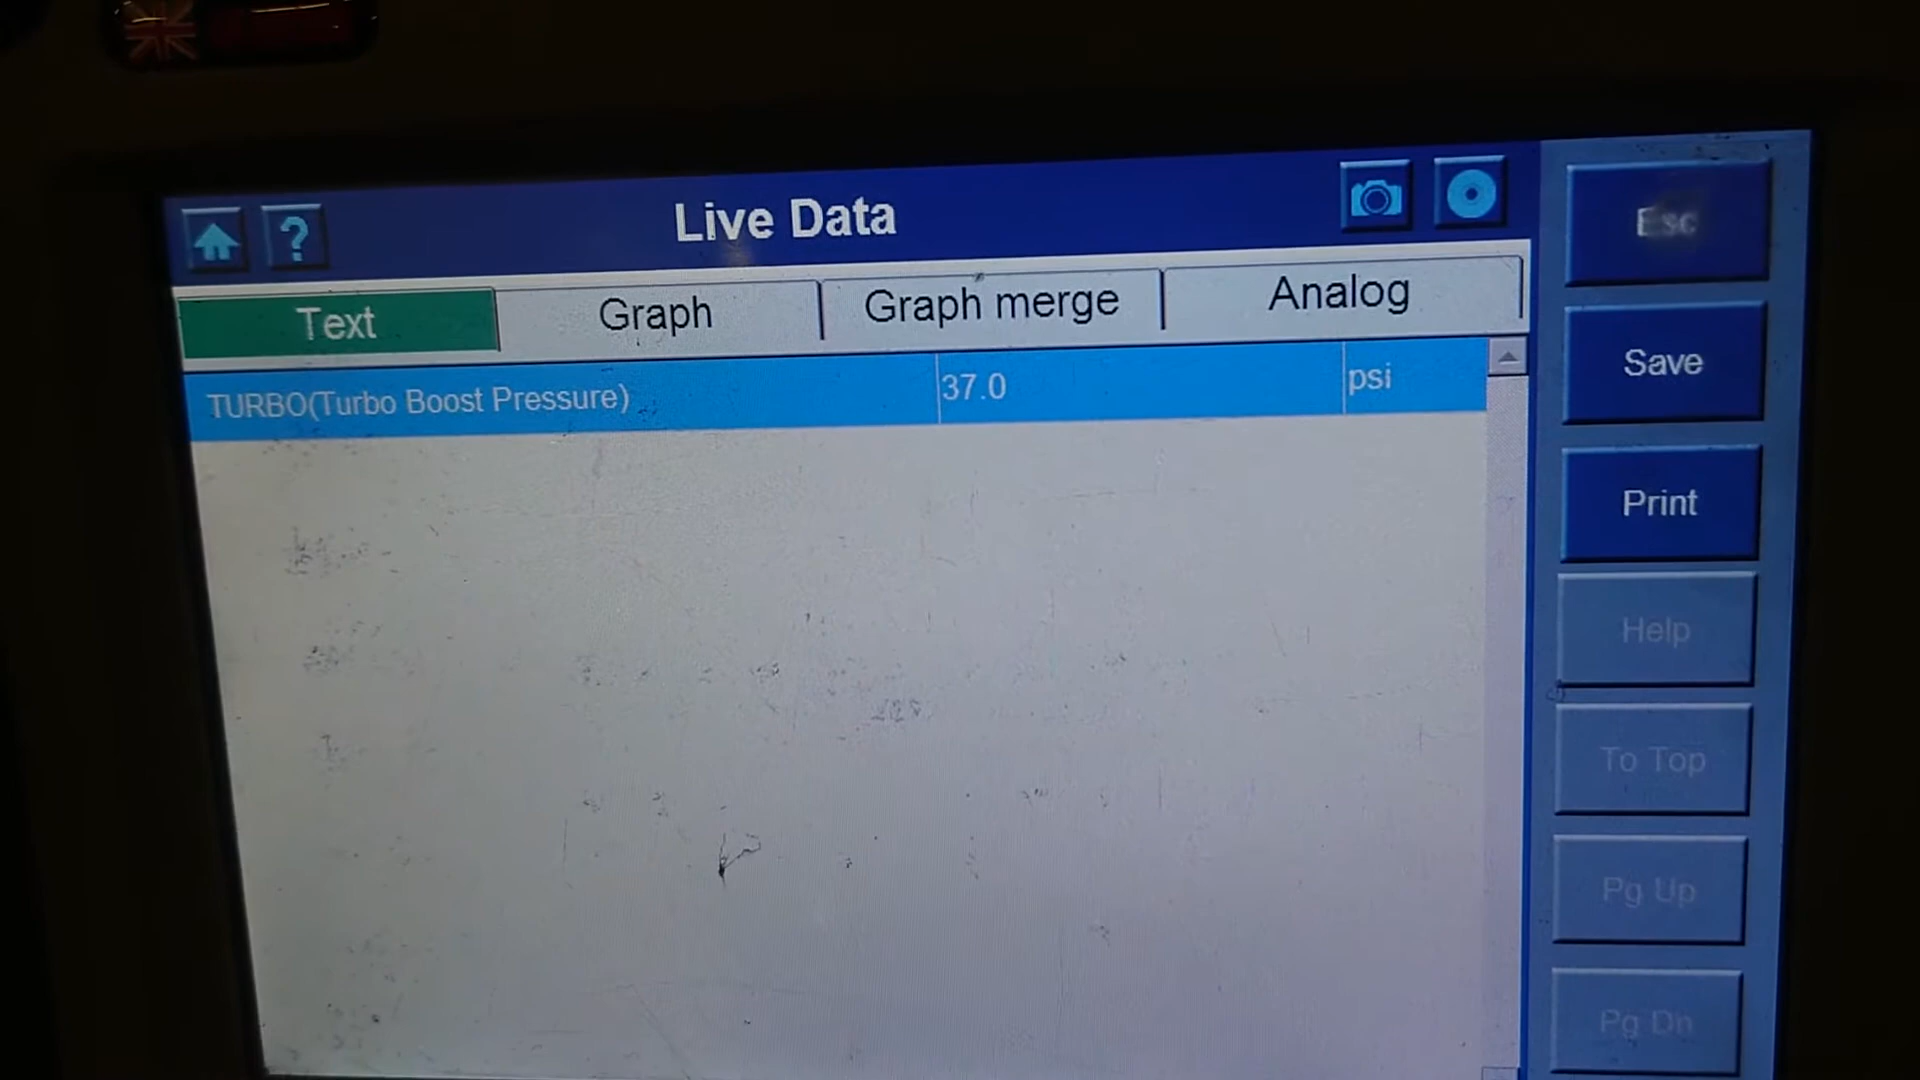 Live Data
?
Esc
Text Graph Graph merge Analog
TURBO(Turbo Boost Pressure) 37.0 psi
Save
Print
Help
To Top
Pg Up
Pg Dn